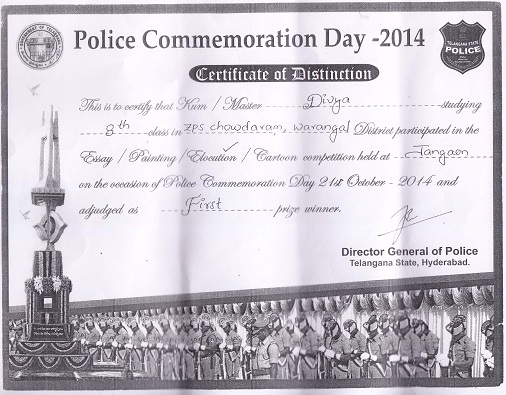 Police Commemoration Day -2014
TELANGANA STATE
POLICE
Certificate of Distinction
This is to certify that Kum / Master Divya studying
8th class in ZPS chowdaram, Warangal District participated in the
Essay / Painting / Elocution / Cartoon competition held at Jangaon
on the occasion of Police Commemoration Day 21st October - 2014 and
adjudged as First prize winner.
Director General of Police
Telangana State, Hyderabad.